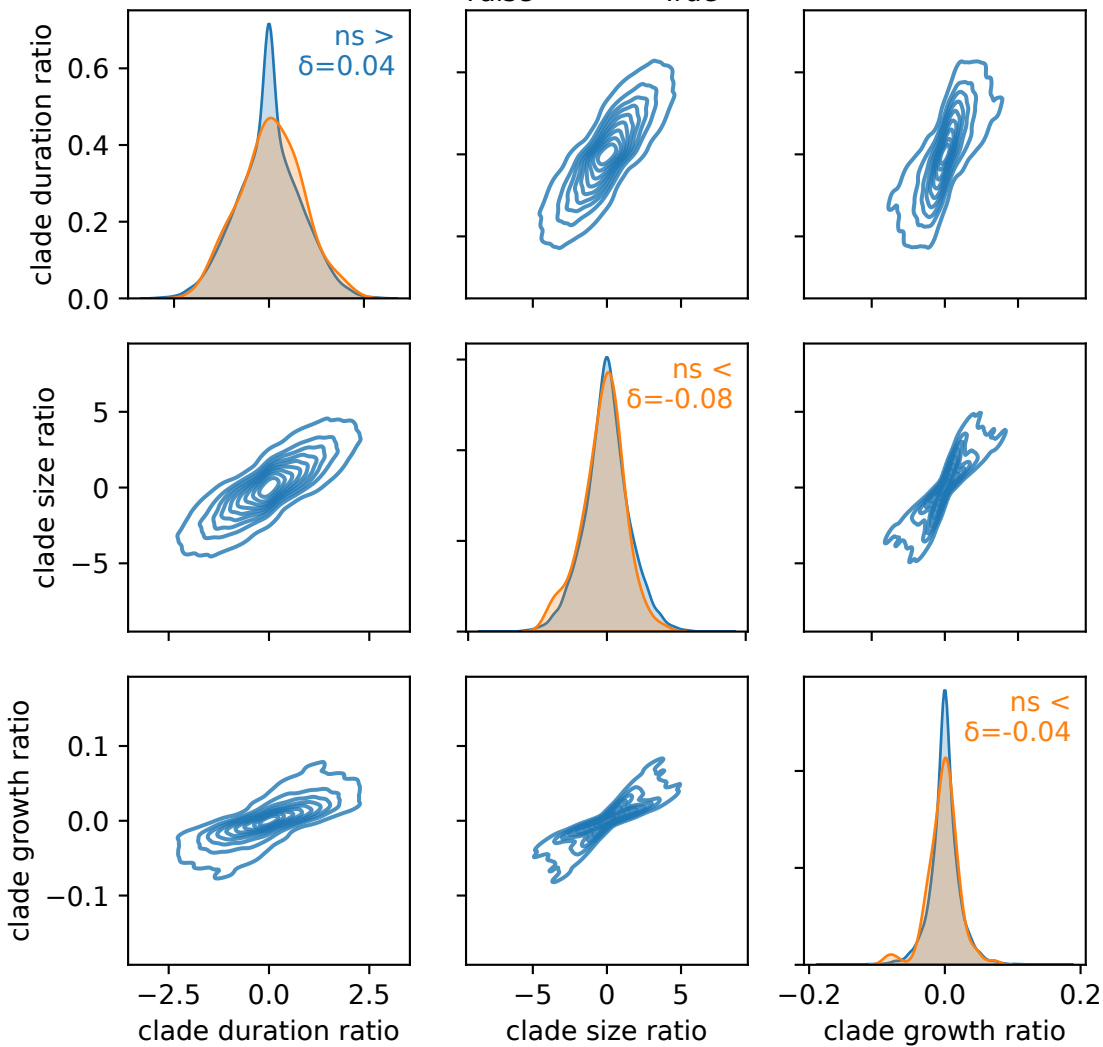 clade duration ratio
0.6
0.4
0.2
0.0
ns >
δ=0.04
clade size ratio
5
0
−5
ns <
δ=-0.08
clade growth ratio
0.1
0.0
−0.1
ns <
δ=-0.04
−2.5 0.0 2.5
−5 0 5
−0.2 0.0 0.2
clade duration ratio
clade size ratio
clade growth ratio